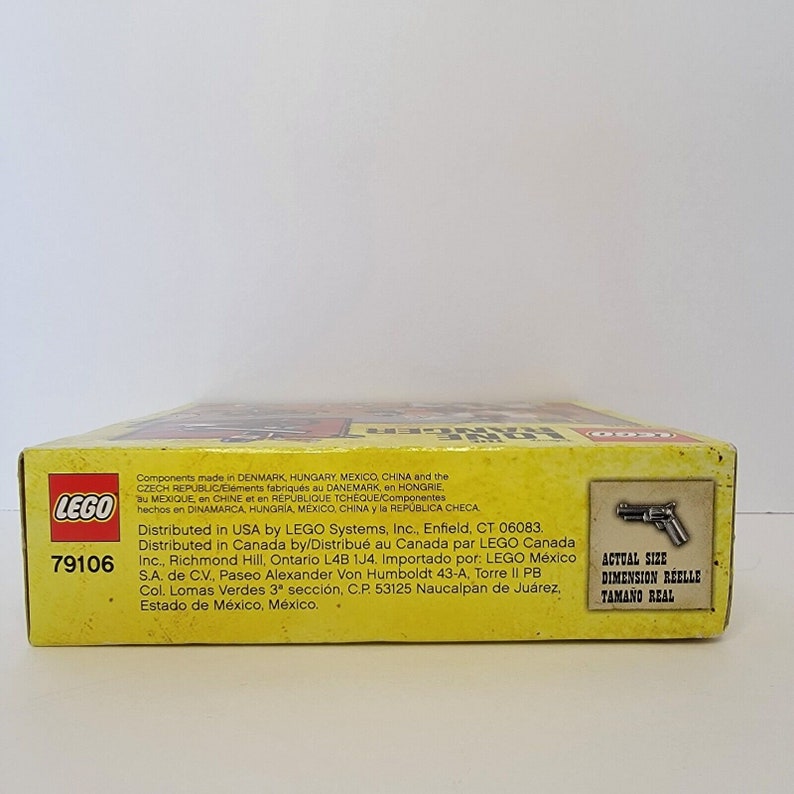 THE
LONE
RANGER
LEGO
LEGO
79106
Components made in DENMARK, HUNGARY, MEXICO, CHINA and the
CZECH REPUBLIC/Éléments fabriqués au DANEMARK, en HONGRIE,
au MEXIQUE, en CHINE et en RÉPUBLIQUE TCHÈQUE/Componentes
hechos en DINAMARCA, HUNGRÍA, MÉXICO, CHINA y la REPÚBLICA CHECA.
Distributed in USA by LEGO Systems, Inc., Enfield, CT 06083.
Distributed in Canada by/Distribué au Canada par LEGO Canada
Inc., Richmond Hill, Ontario L4B 1J4. Importado por: LEGO México
S.A. de C.V., Paseo Alexander Von Humboldt 43-A, Torre II PB
Col. Lomas Verdes 3ª sección, C.P. 53125 Naucalpan de Juárez,
Estado de México, México.
ACTUAL SIZE
DIMENSION RÉELLE
TAMAÑO REAL